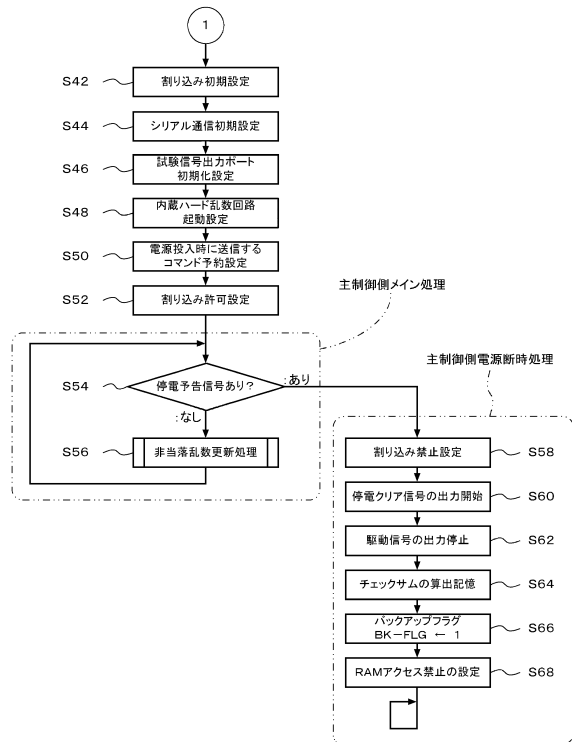 1
S42
割り込み初期設定
S44
シリアル通信初期設定
S46
試験信号出力ポート
初期化設定
S48
内蔵ハード乱数回路
起動設定
S50
電源投入時に送信する
コマンド予約設定
S52
割り込み許可設定
主制御側メイン処理
S54
停電予告信号あり?
:あり
:なし
S56
非当落乱数更新処理
主制御側電源断時処理
割り込み禁止設定
S58
停電クリア信号の出力開始
S60
駆動信号の出力停止
S62
チェックサムの算出記憶
S64
バックアップフラグ
BK-FLG ← 1
S66
RAMアクセス禁止の設定
S68